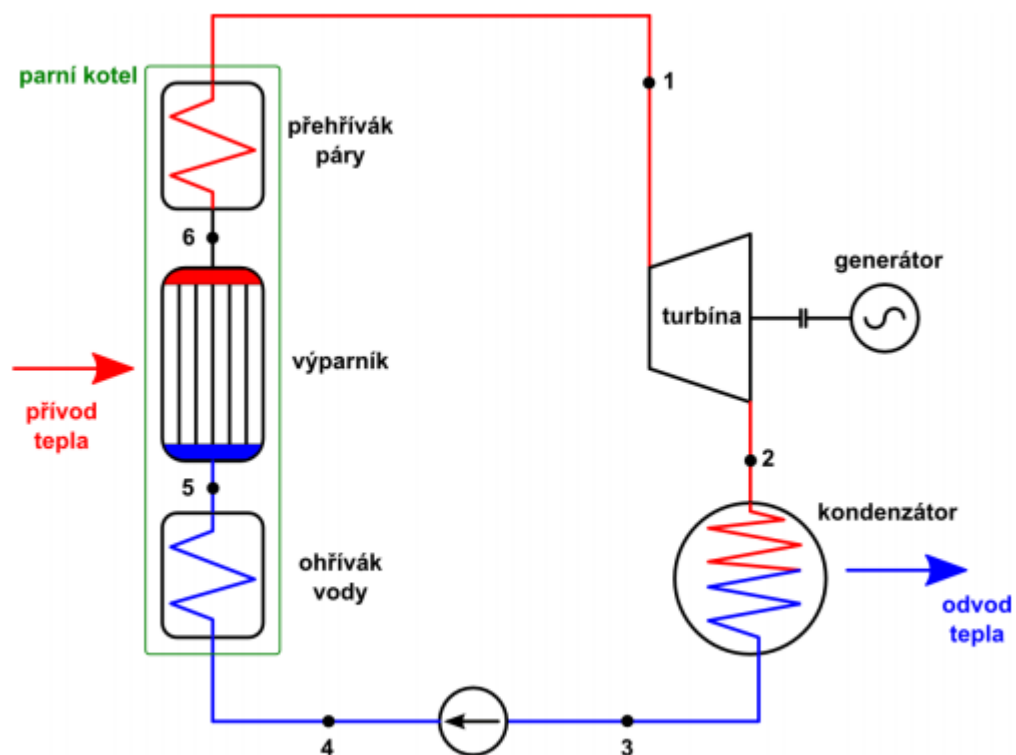 parní kotel
1
přehřívák
páry
6
generátor
turbína
výparník
přívod
tepla
2
5
kondenzátor
ohřívák
vody
odvod
tepla
4
3